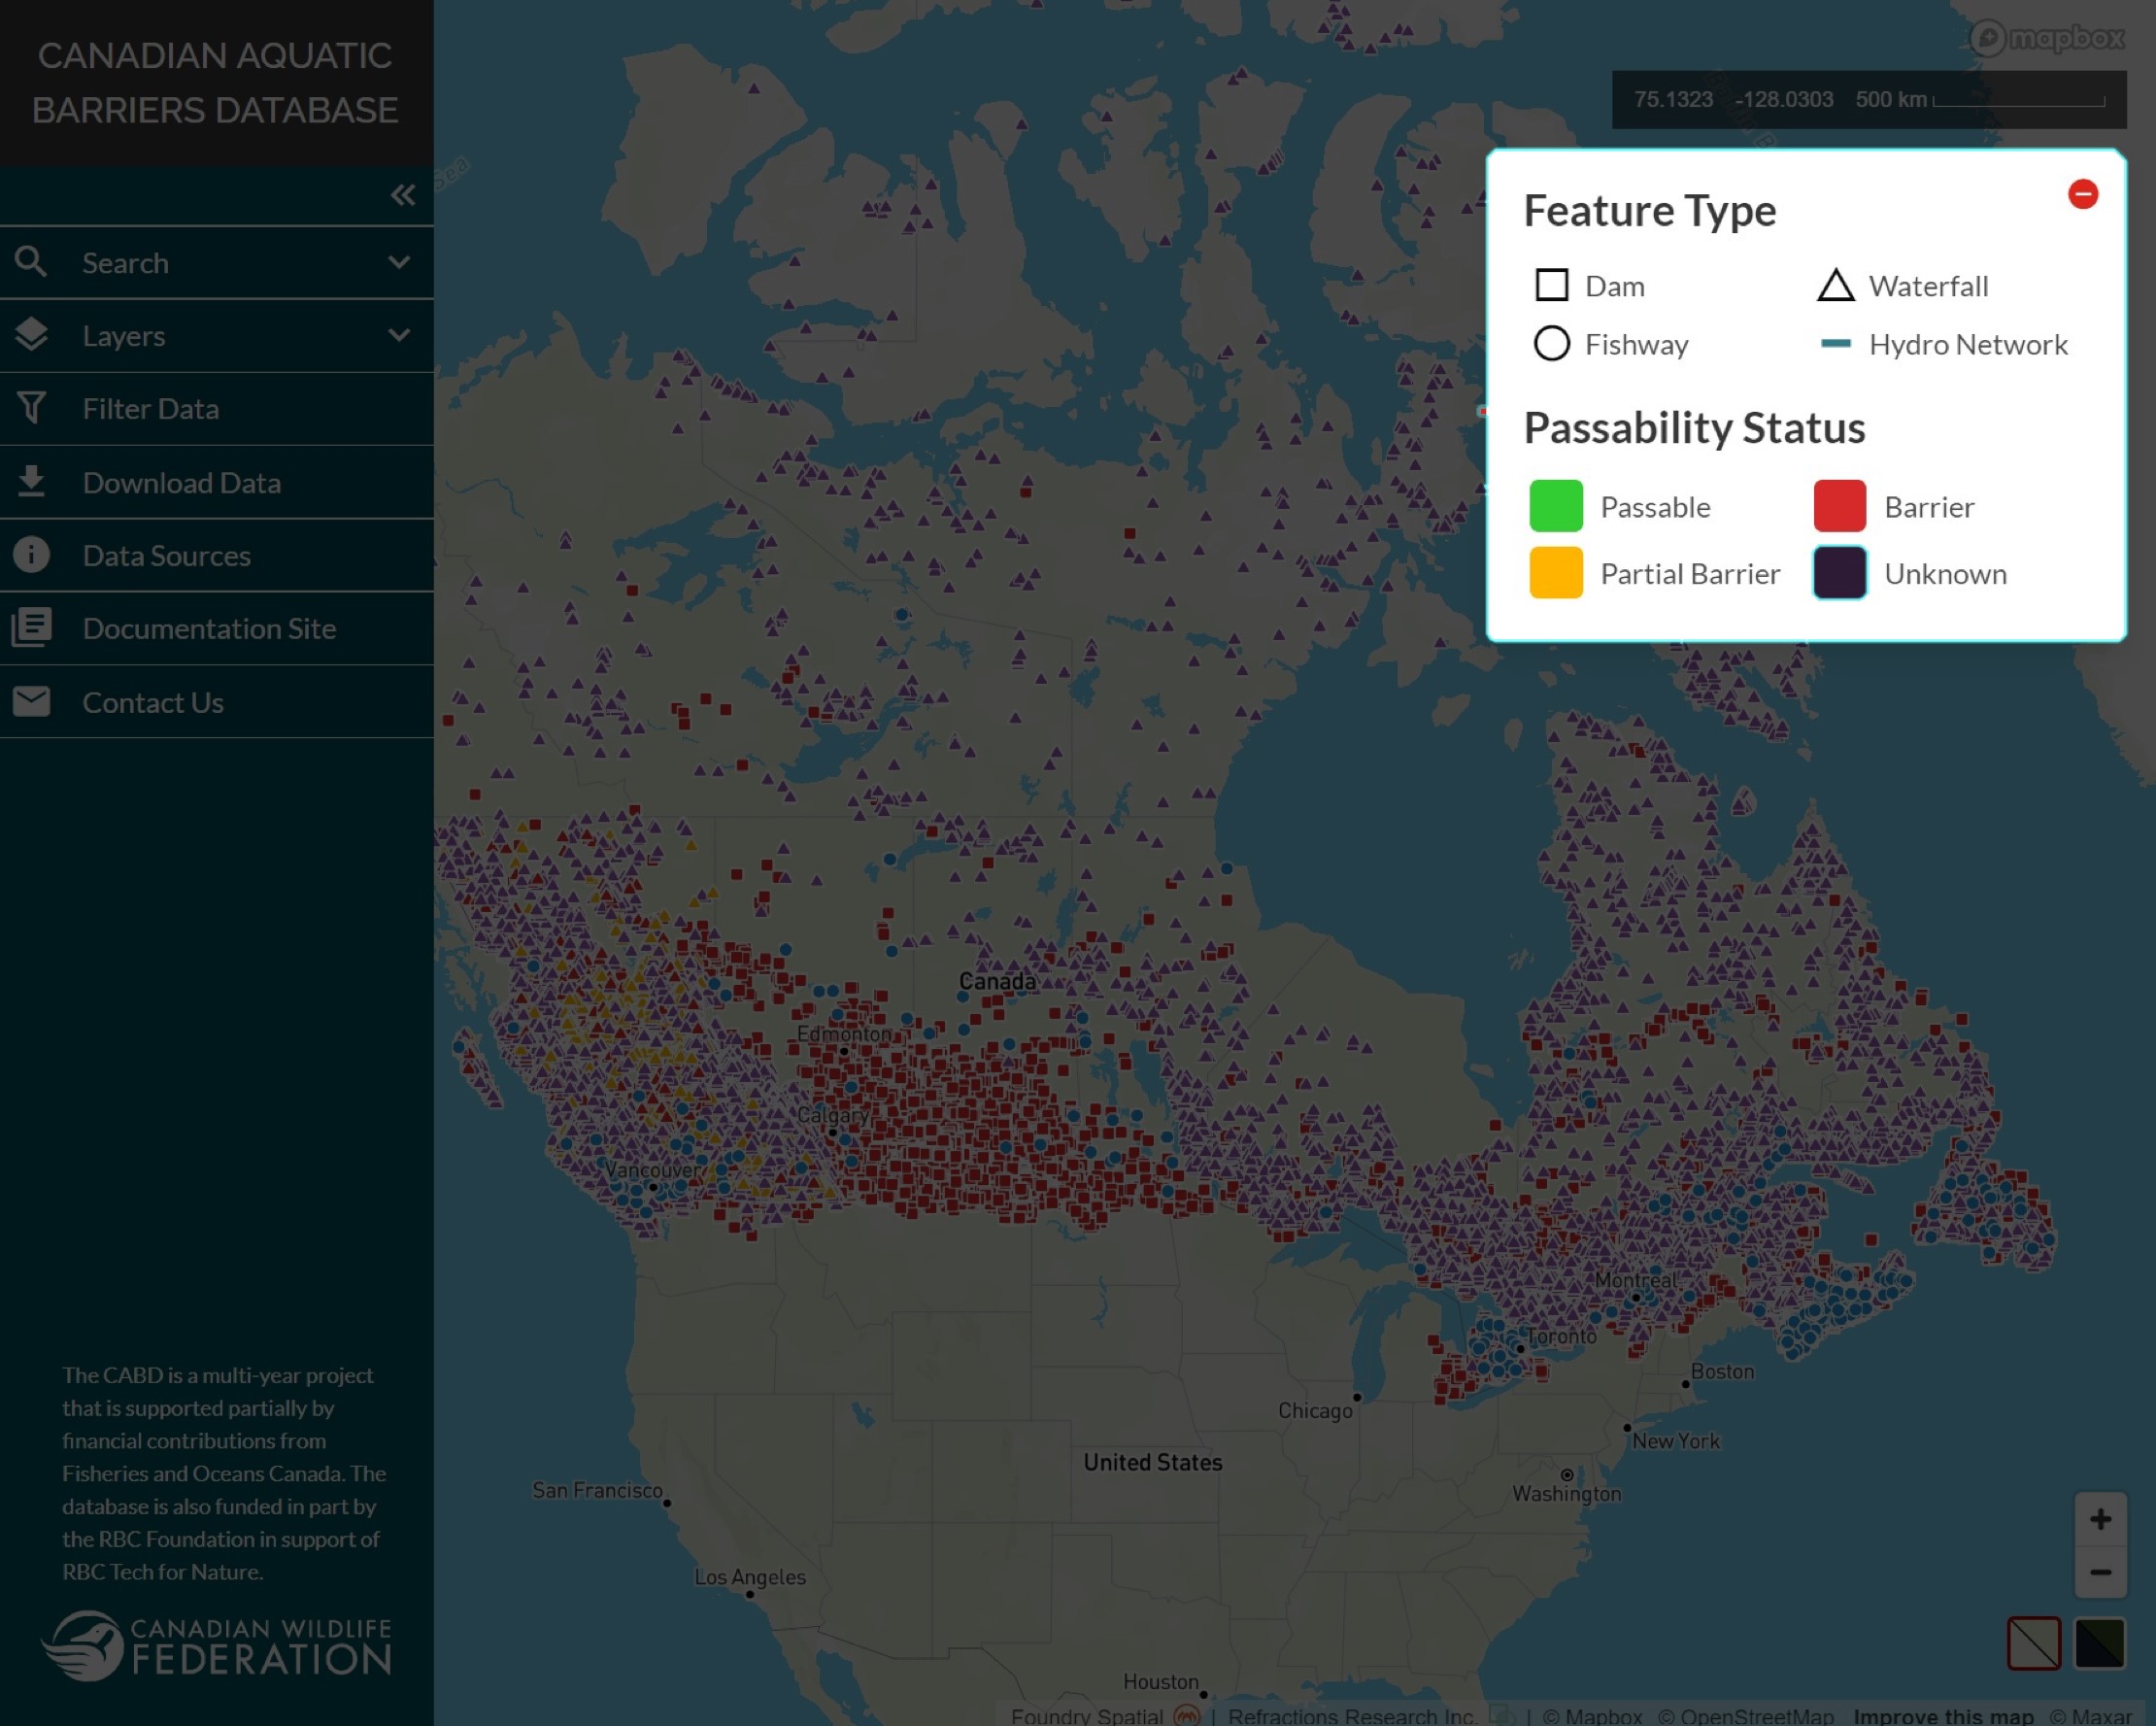 CANADIAN AQUATIC
BARRIERS DATABASE
Search
Layers
Filter Data
Download Data
Data Sources
Documentation Site
Contact Us
The CABD is a multi-year project
that is supported partially by
financial contributions from
Fisheries and Oceans Canada. The
database is also funded in part by
the RBC Foundation in support of
RBC Tech for Nature.
CANADIAN WILDLIFE
FEDERATION
Sea
mapbox
75.1323 -128.0303 500 km
Feature Type
Dam
Waterfall
Fishway
Hydro Network
Passability Status
Passable
Barrier
Partial Barrier
Unknown
Canada
Edmonton
Calgary
Vancouver
Montreal
Toronto
Boston
Chicago
New York
United States
San Francisco
Washington
Los Angeles
Houston
Foundry Spatial | Refractions Research Inc. | © Mapbox © OpenStreetMap Improve this map © Maxar